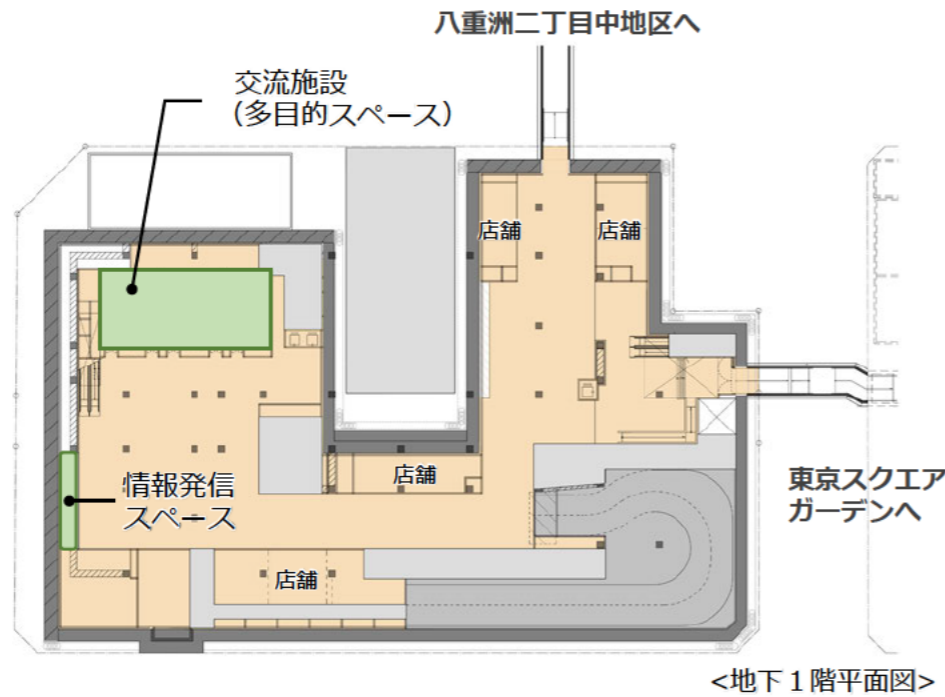 八重洲二丁目中地区へ
交流施設
（多目的スペース）
店舗
店舗
店舗
情報発信
スペース
東京スクエア
ガーデンへ
店舗
<地下１階平面図>